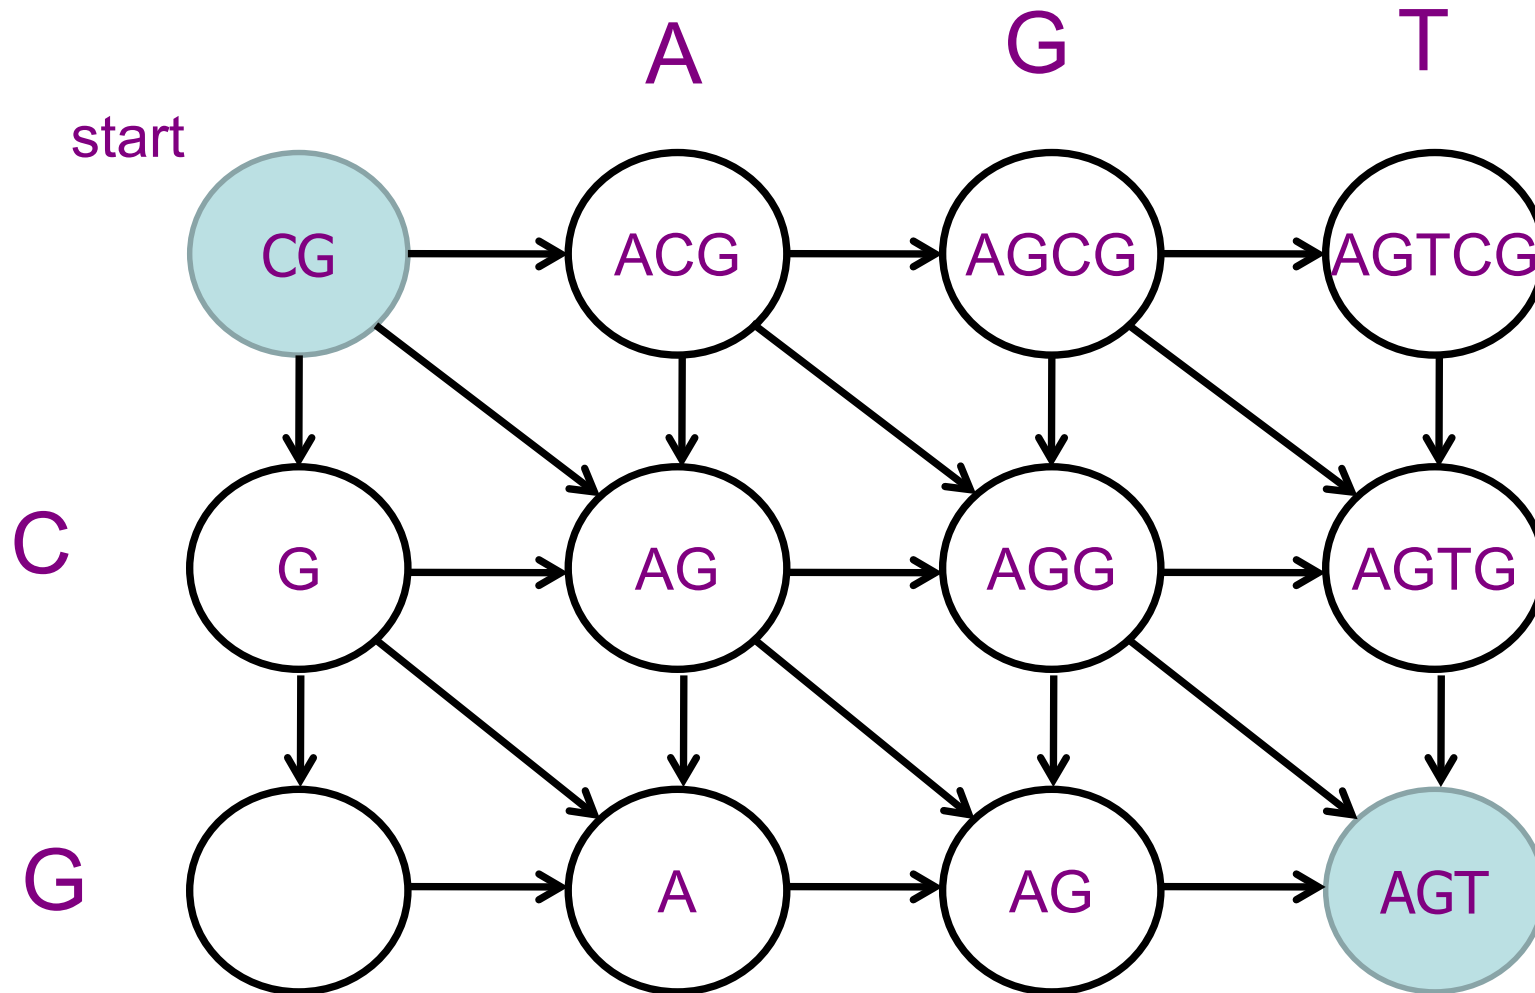 A G T
start
CG ACG AGCG AGTCG
C G AG AGG AGTG
G A AG AGT